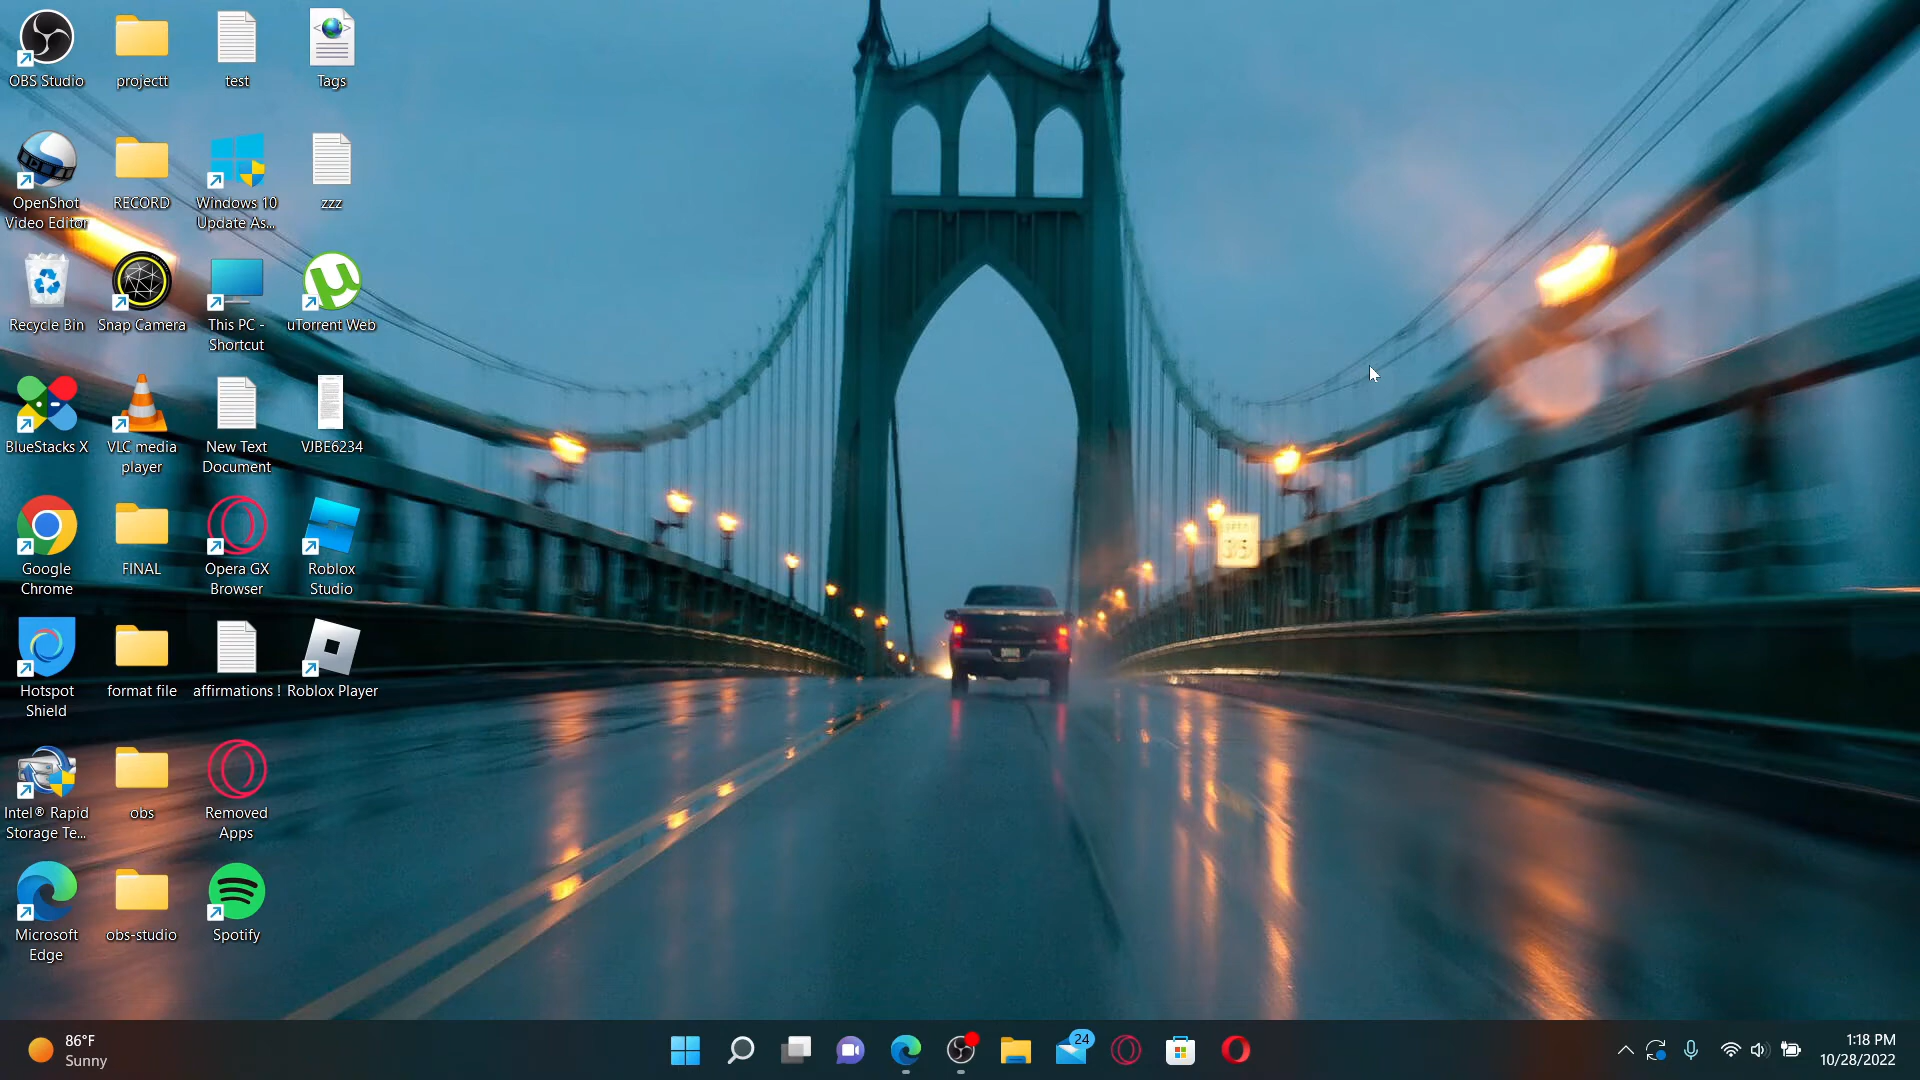 OBS Studio
projectt
test
Tags
OpenShot
Video Editor
RECORD
Windows 10
Update As...
zzz
Recycle Bin
Snap Camera
This PC -
Shortcut
uTorrent Web
BlueStacks X
VLC media
player
New Text
Document
VJBE6234
Google
Chrome
FINAL
Opera GX
Browser
Roblox
Studio
Hotspot
Shield
format file
affirmations !
Roblox Player
Intel® Rapid
Storage Te...
obs
Removed
Apps
Microsoft
Edge
obs-studio
Spotify
35
86°F
Sunny
24
1:18 PM
10/28/2022